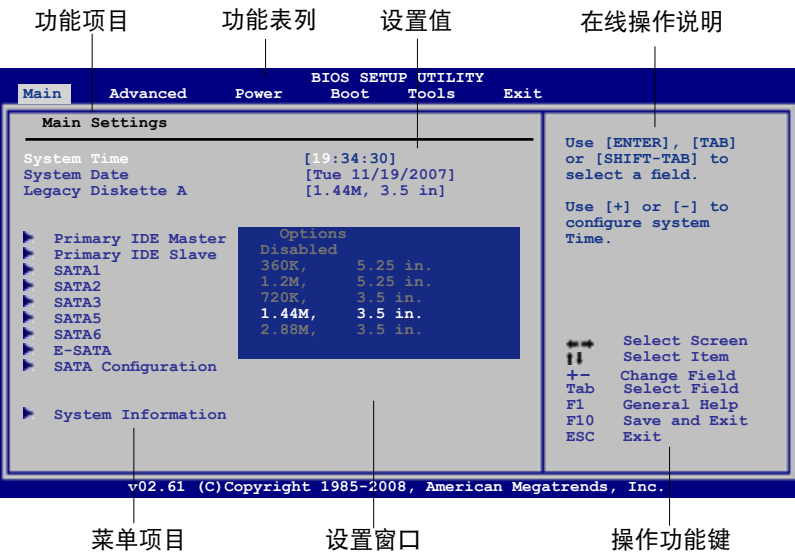 功能项目 功能表列 设置值 在线操作说明
BIOS SETUP UTILITY
Main Advanced Power Boot Tools Exit
Main Settings
System Time [19:34:30]
System Date [Tue 11/19/2007]
Legacy Diskette A [1.44M, 3.5 in]
Primary IDE Master
Primary IDE Slave
SATA1
SATA2
SATA3
SATA5
SATA6
E-SATA
SATA Configuration
System Information
Options
Disabled
360K, 5.25 in.
1.2M, 5.25 in.
720K, 3.5 in.
1.44M, 3.5 in.
2.88M, 3.5 in.
Use [ENTER], [TAB]
or [SHIFT-TAB] to
select a field.
Use [+] or [-] to
configure system
Time.
←→ Select Screen
↑↓ Select Item
+- Change Field
Tab Select Field
F1 General Help
F10 Save and Exit
ESC Exit
v02.61 (C)Copyright 1985-2008, American Megatrends, Inc.
菜单项目 设置窗口 操作功能键